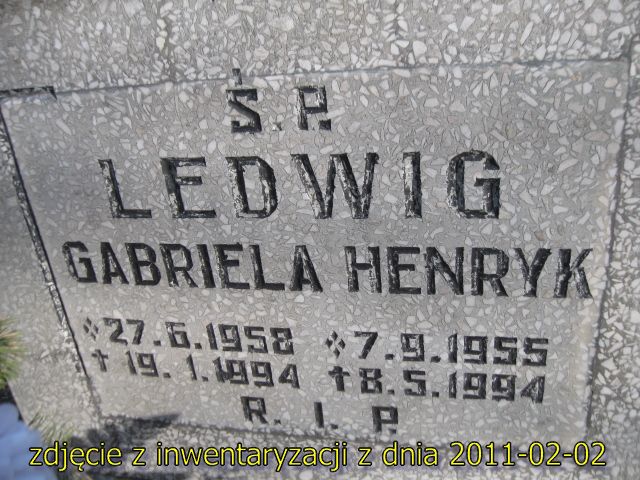 Ś.P.
LEDWIG
GABRIELA HENRYK
27.6.1958 7.9.1955
†19.1.1994 †8.5.1994
R. I. P.
zdjęcie z inwentaryzacji z dnia 2011-02-02